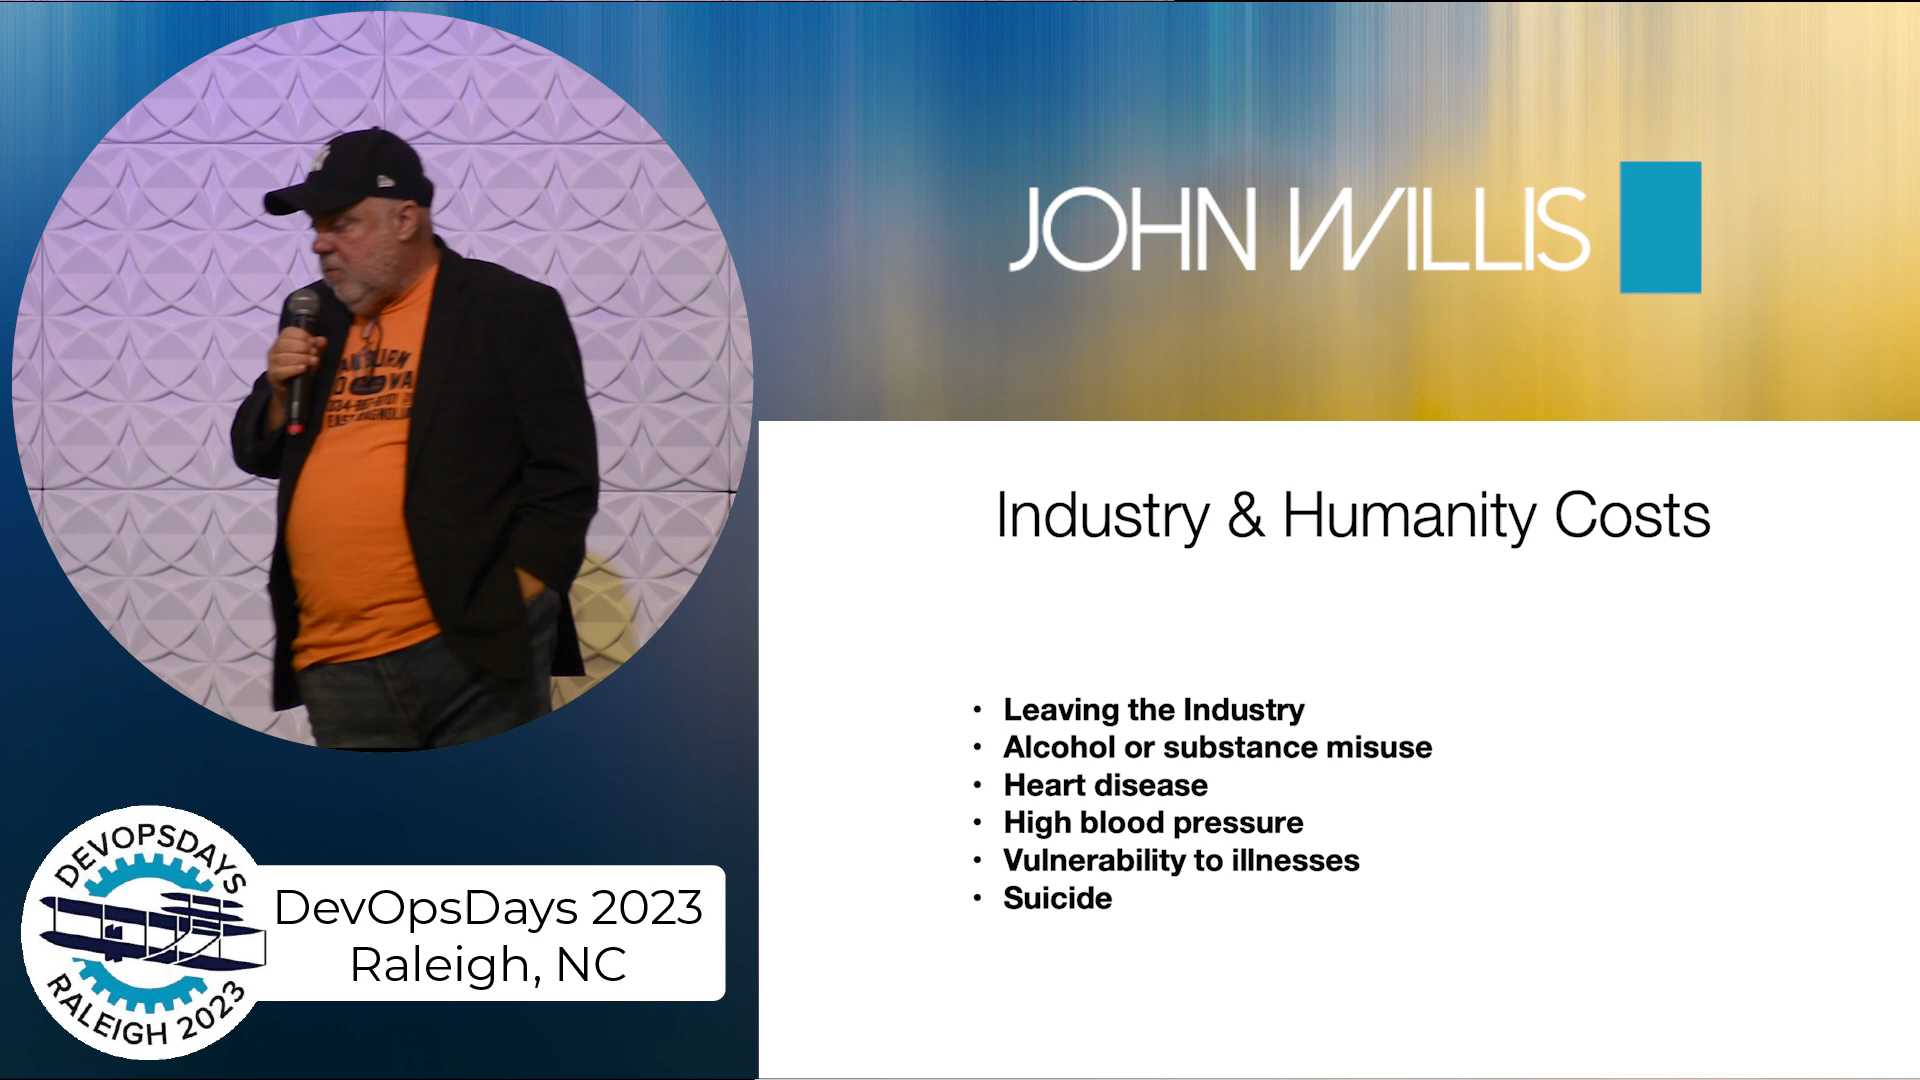 JOHN WILLIS
Industry & Humanity Costs
• Leaving the Industry
• Alcohol or substance misuse
• Heart disease
• High blood pressure
• Vulnerability to illnesses
• Suicide
DEVOPSDAYS
RALEIGH 2023
DevOpsDays 2023
Raleigh, NC